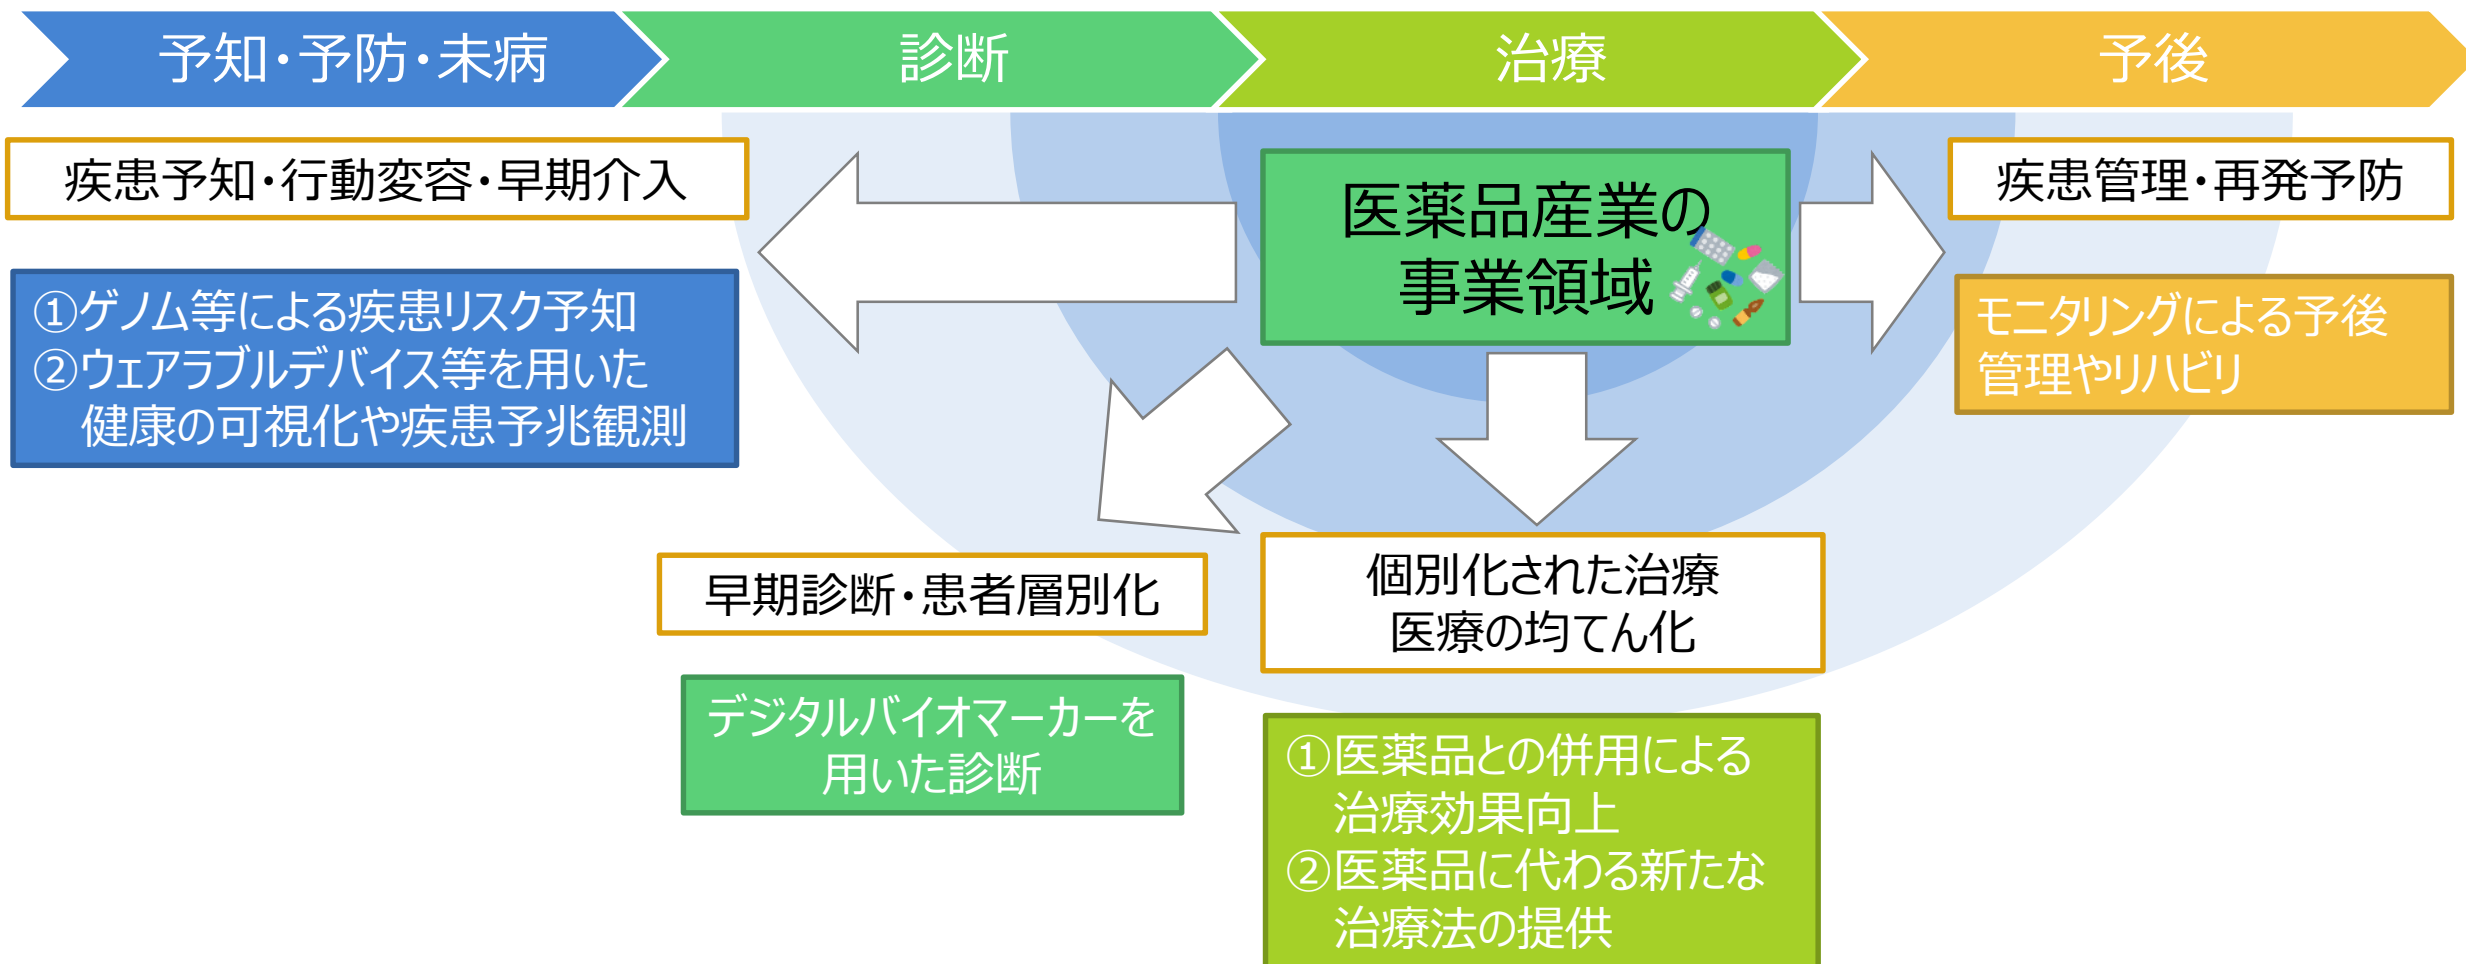 予知・予防・未病
診断
治療
予後
疾患予知・行動変容・早期介入
①ゲノム等による疾患リスク予知
②ウェアラブルデバイス等を用いた
健康の可視化や疾患予兆観測
医薬品産業の
事業領域
疾患管理・再発予防
モニタリングによる予後
管理やリハビリ
早期診断・患者層別化
デジタルバイオマーカーを
用いた診断
個別化された治療
医療の均てん化
①医薬品との併用による
治療効果向上
②医薬品に代わる新たな
治療法の提供